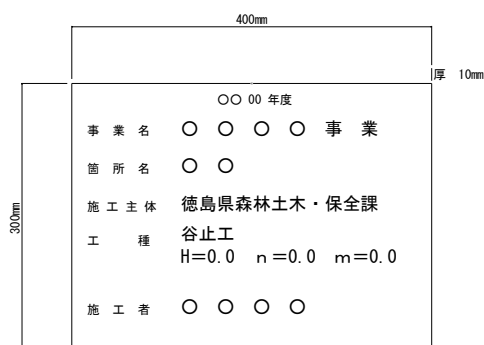 400mm
厚 10mm
○○ 00 年度
事 業 名 ○ ○ ○ ○ 事 業
箇 所 名 ○ ○
施 工 主 体 徳島県森林土木・保全課
工 種 谷止工
H=0.0 n=0.0 m=0.0
300mm
施 工 者 ○ ○ ○ ○